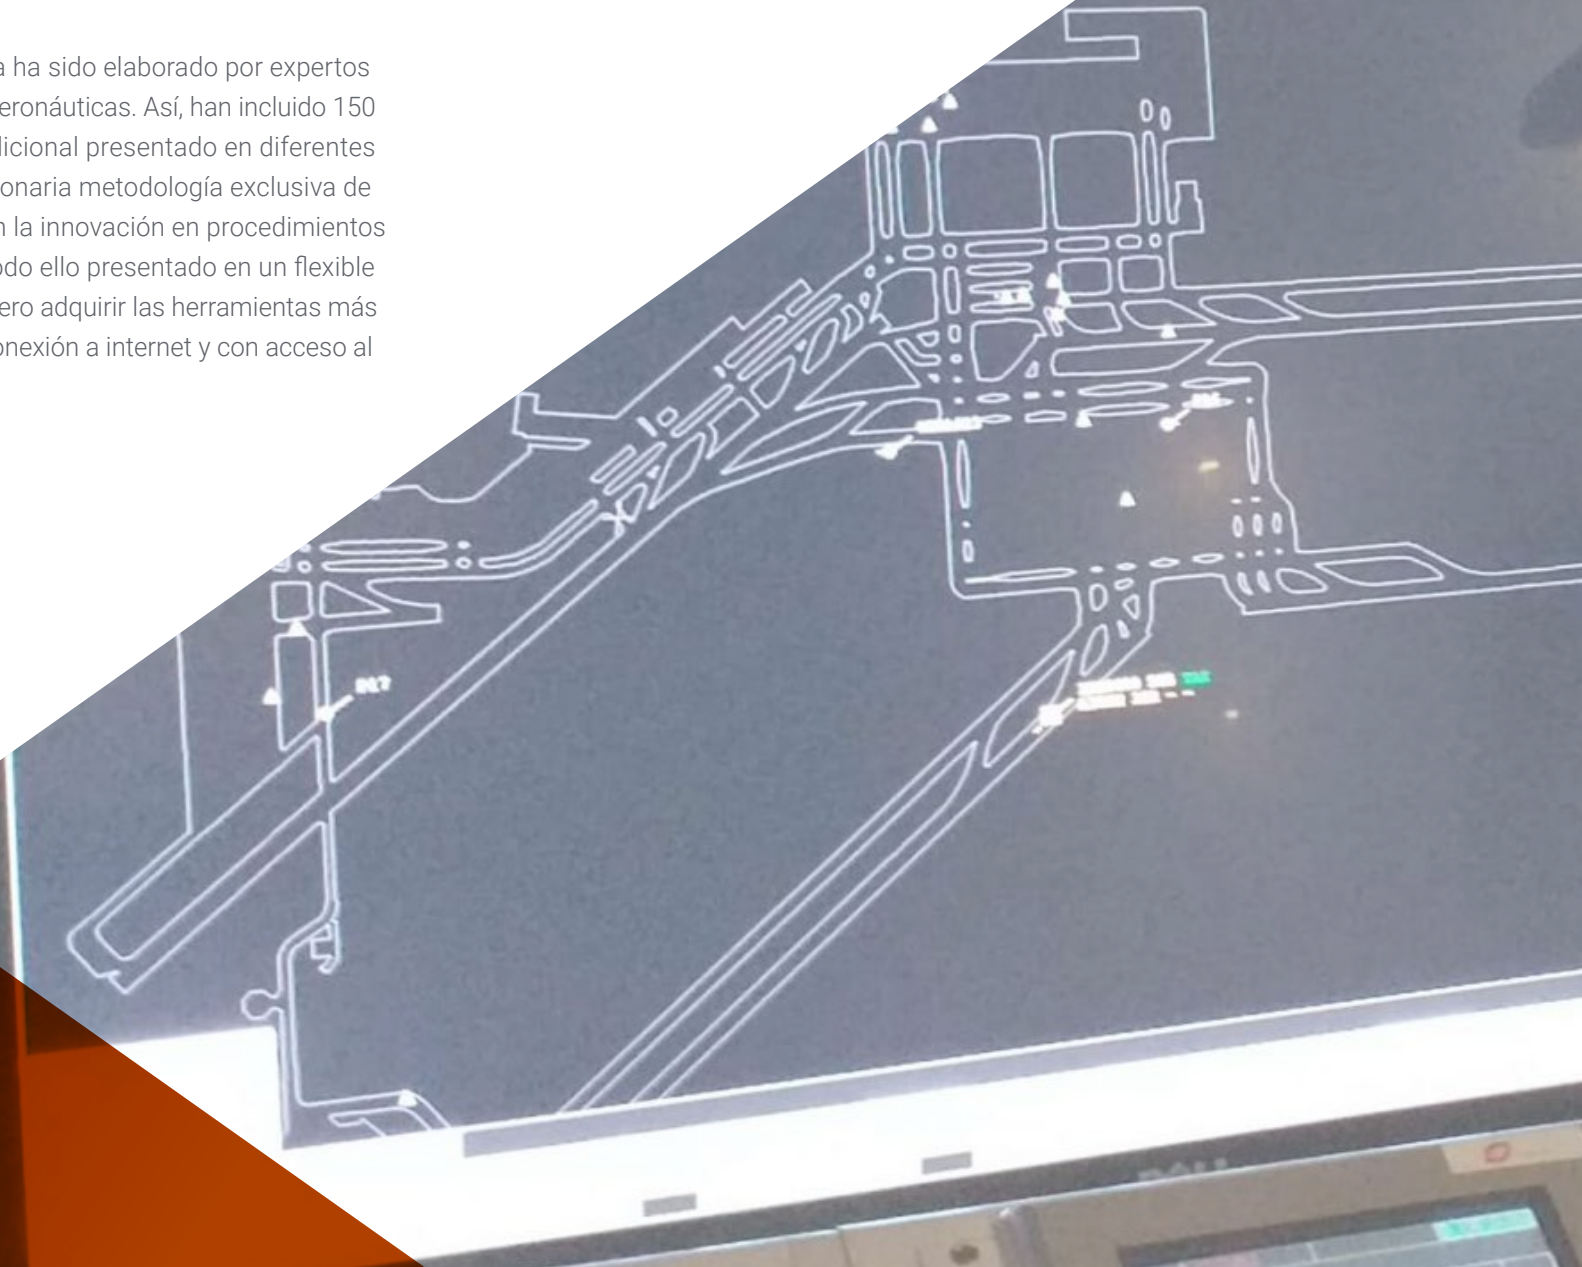 a ha sido elaborado por expertos
eronáuticas. Así, han incluido 150
dicional presentado en diferentes
onaria metodología exclusiva de
n la innovación en procedimientos
odo ello presentado en un flexible
ero adquirir las herramientas más
onexión a internet y con acceso al